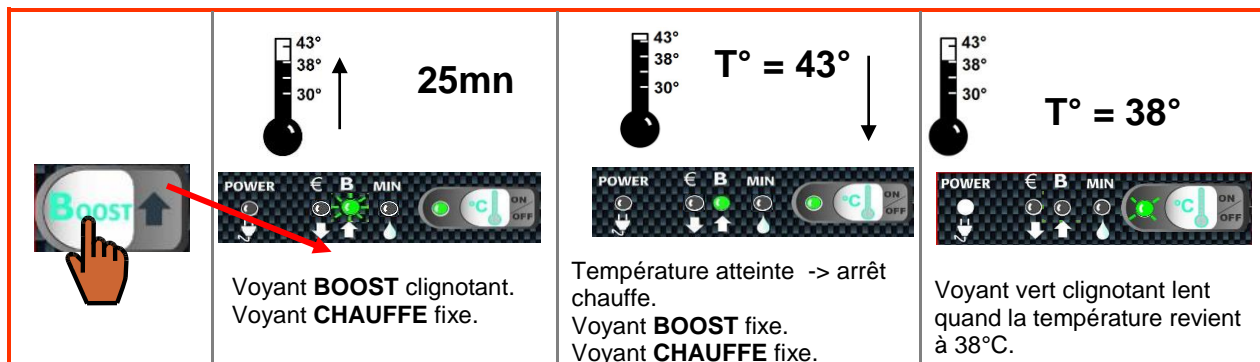 BOOST
43°
38°
30°
25mn
POWER € B MIN
°C ON
OFF
Voyant BOOST clignotant.
Voyant CHAUFFE fixe.
43°
38°
30°
T° = 43°
POWER € B MIN
°C ON
OFF
Température atteinte -> arrêt
chauffe.
Voyant BOOST fixe.
Voyant CHAUFFE fixe.
43°
38°
30°
T° = 38°
POWER € B MIN
°C ON
OFF
Voyant vert clignotant lent
quand la température revient
à 38°C.